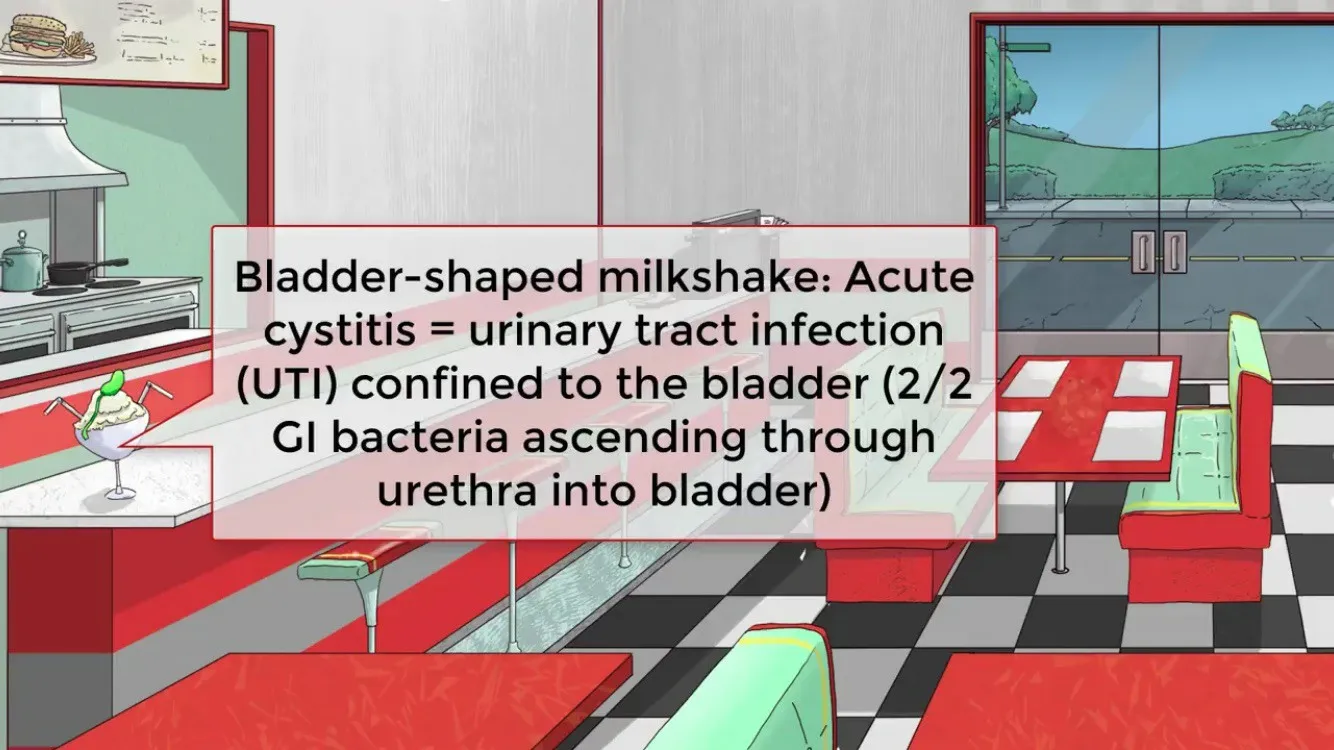 Bladder-shaped milkshake: Acute
cystitis = urinary tract infection
(UTI) confined to the bladder (2/2
GI bacteria ascending through
urethra into bladder)